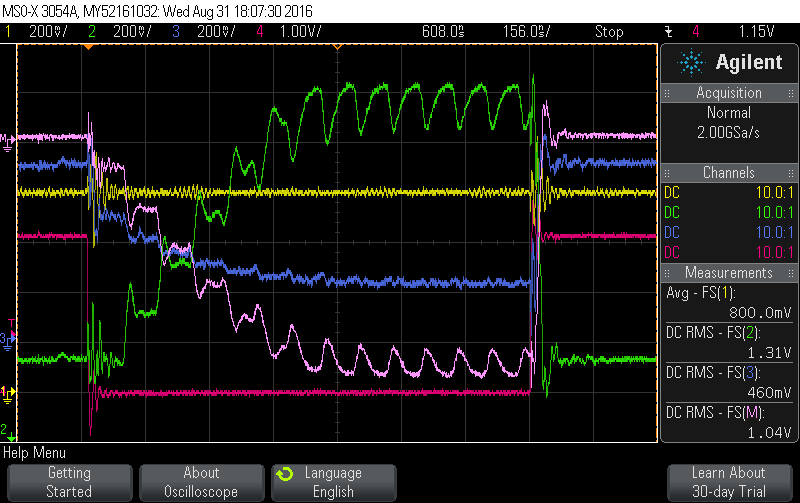 MSO-X 3054A, MY52161032: Wed Aug 31 18:07:30 2016
1 200mV/ 2 200mV/ 3 200mV/ 4 1.00V/ 608.0s 156.0s/ Stop 4 1.15V
Agilent
Acquisition
Normal
2.00GSa/s
Channels
DC 10.0:1
DC 10.0:1
DC 10.0:1
DC 10.0:1
Measurements
Avg - FS(1):
800.0mV
DC RMS - FS(2):
1.31V
DC RMS - FS(3):
460mV
DC RMS - FS(M):
1.04V
M
T
3
1
2
Help Menu
Getting
Started
About
Oscilloscope
Language
English
Learn About
30-day Trial